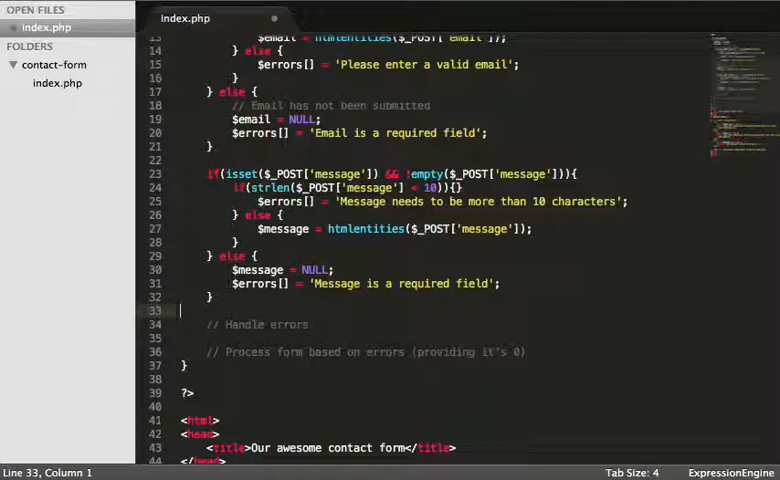 OPEN FILES
index.php
FOLDERS
contact-form
index.php
index.php
13 $email = htmlentities($_POST['email']);
14 } else {
15 $errors[] = 'Please enter a valid email';
16 }
17 } else {
18 // Email has not been submitted
19 $email = NULL;
20 $errors[] = 'Email is a required field';
21 }
22
23 if(isset($_POST['message']) && !empty($_POST['message'])){
24 if(strlen($_POST['message'] < 10)){}
25 $errors[] = 'Message needs to be more than 10 characters';
26 } else {
27 $message = htmlentities($_POST['message']);
28 }
29 } else {
30 $message = NULL;
31 $errors[] = 'Message is a required field';
32 }
33
34 // Handle errors
35
36 // Process form based on errors (providing it's 0)
37 }
38
39 ?>
40
41 <html>
42 <head>
43 <title>Our awesome contact form</title>
44 </head>
Line 33, Column 1
Tab Size: 4
ExpressionEngine